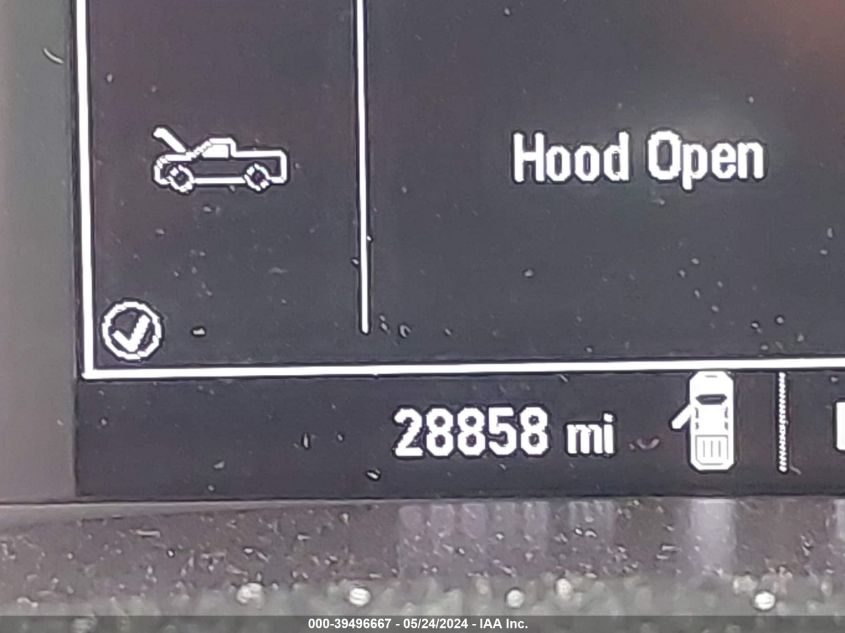 Hood Open
28858 mi
000-39496667 - 05/24/2024 - IAA Inc.